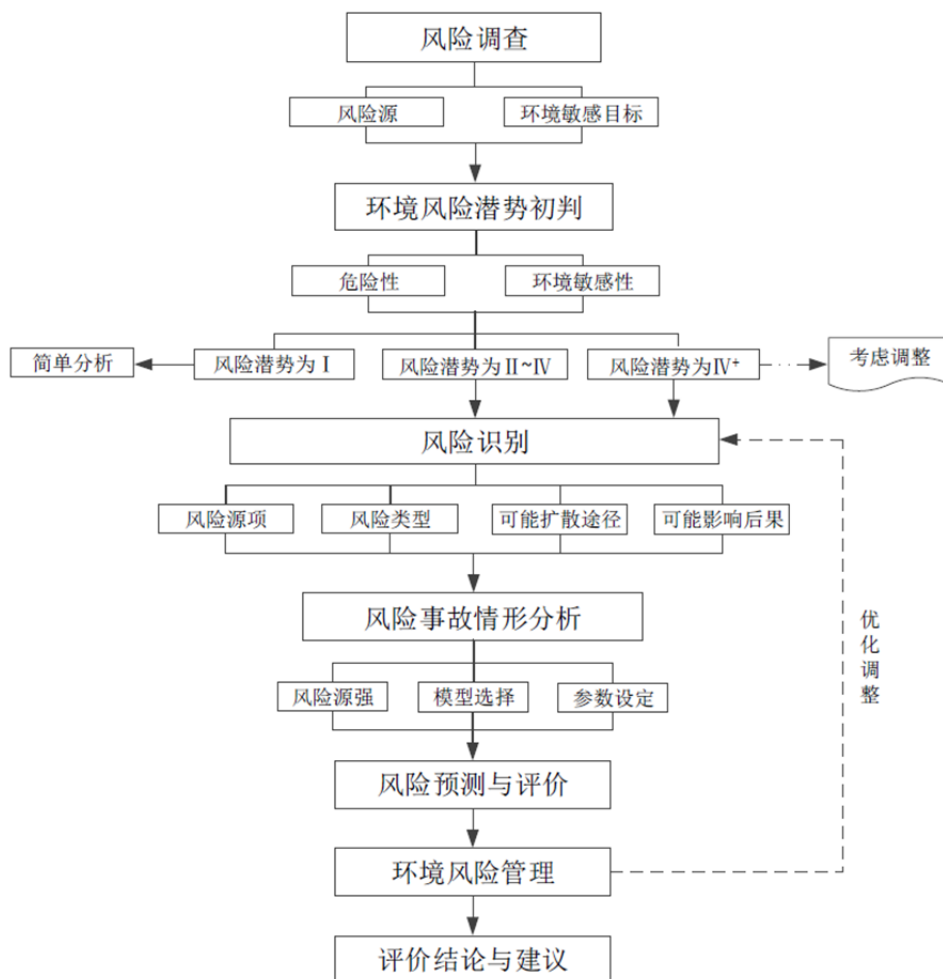 风险调查
风险源
环境敏感目标
环境风险潜势初判
危险性
环境敏感性
简单分析
风险潜势为Ⅰ
风险潜势为Ⅱ~Ⅳ
风险潜势为Ⅳ⁺
考虑调整
风险识别
风险源项
风险类型
可能扩散途径
可能影响后果
风险事故情形分析
优化调整
风险源强
模型选择
参数设定
风险预测与评价
环境风险管理
评价结论与建议